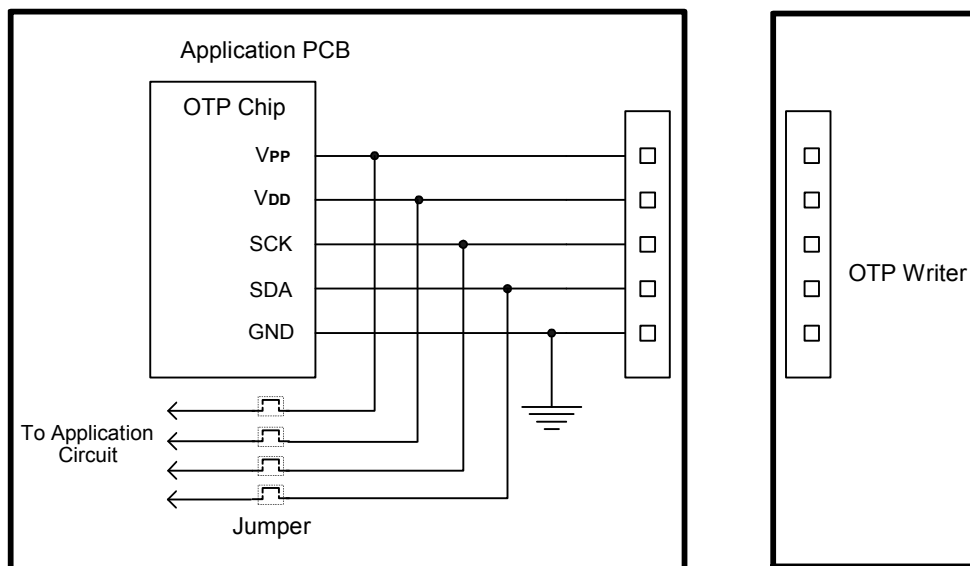 Application PCB
OTP Chip
VPP
VDD
SCK
SDA
GND
OTP Writer
To Application
Circuit
Jumper